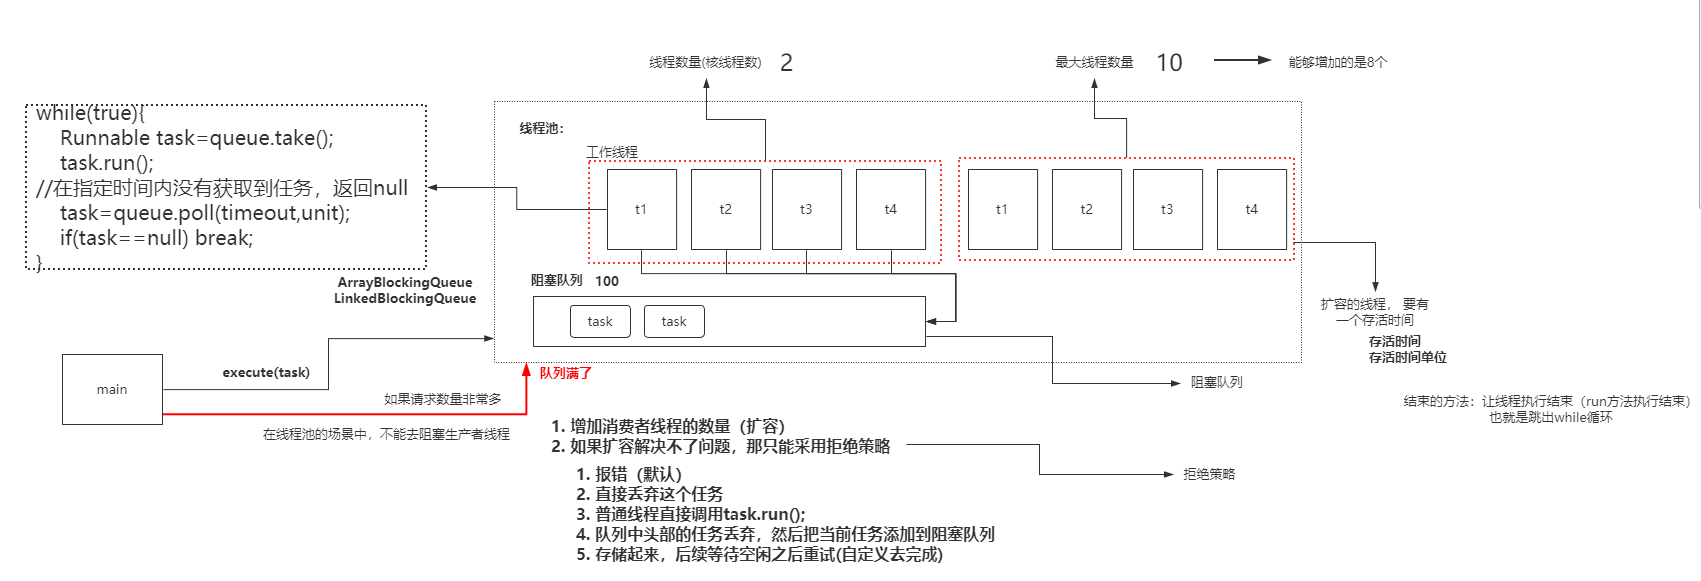 线程数量(核线程数) 2
最大线程数量 10
能够增加的是8个
while(true){
Runnable task=queue.take();
task.run();
//在指定时间内没有获取到任务，返回null
task=queue.poll(timeout,unit);
if(task==null) break;
}
线程池：
工作线程
t1
t2
t3
t4
t1
t2
t3
t4
ArrayBlockingQueue
LinkedBlockingQueue
阻塞队列 100
task
task
扩容的线程， 要有
一个存活时间
存活时间
存活时间单位
main
execute(task)
如果请求数量非常多
在线程池的场景中，不能去阻塞生产者线程
队列满了
阻塞队列
结束的方法：让线程执行结束（run方法执行结束）
也就是跳出while循环
1. 增加消费者线程的数量（扩容）
2. 如果扩容解决不了问题，那只能采用拒绝策略
拒绝策略
1. 报错（默认）
2. 直接丢弃这个任务
3. 普通线程直接调用task.run();
4. 队列中头部的任务丢弃，然后把当前任务添加到阻塞队列
5. 存储起来，后续等待空闲之后重试(自定义去完成)